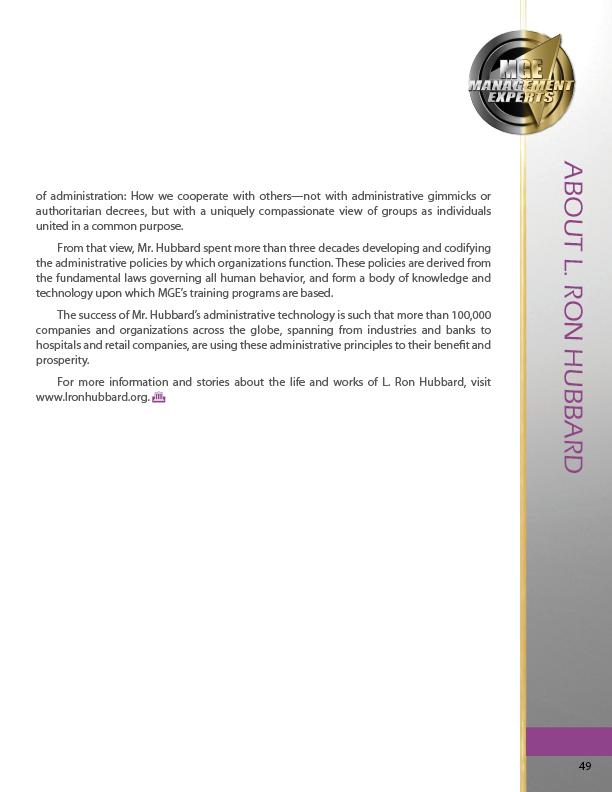 MGE
MANAGEMENT
EXPERTS
ABOUT L. RON HUBBARD
of administration: How we cooperate with others—not with administrative gimmicks or
authoritarian decrees, but with a uniquely compassionate view of groups as individuals
united in a common purpose.
From that view, Mr. Hubbard spent more than three decades developing and codifying
the administrative policies by which organizations function. These policies are derived from
the fundamental laws governing all human behavior, and form a body of knowledge and
technology upon which MGE’s training programs are based.
The success of Mr. Hubbard’s administrative technology is such that more than 100,000
companies and organizations across the globe, spanning from industries and banks to
hospitals and retail companies, are using these administrative principles to their benefit and
prosperity.
For more information and stories about the life and works of L. Ron Hubbard, visit
www.lronhubbard.org.
49